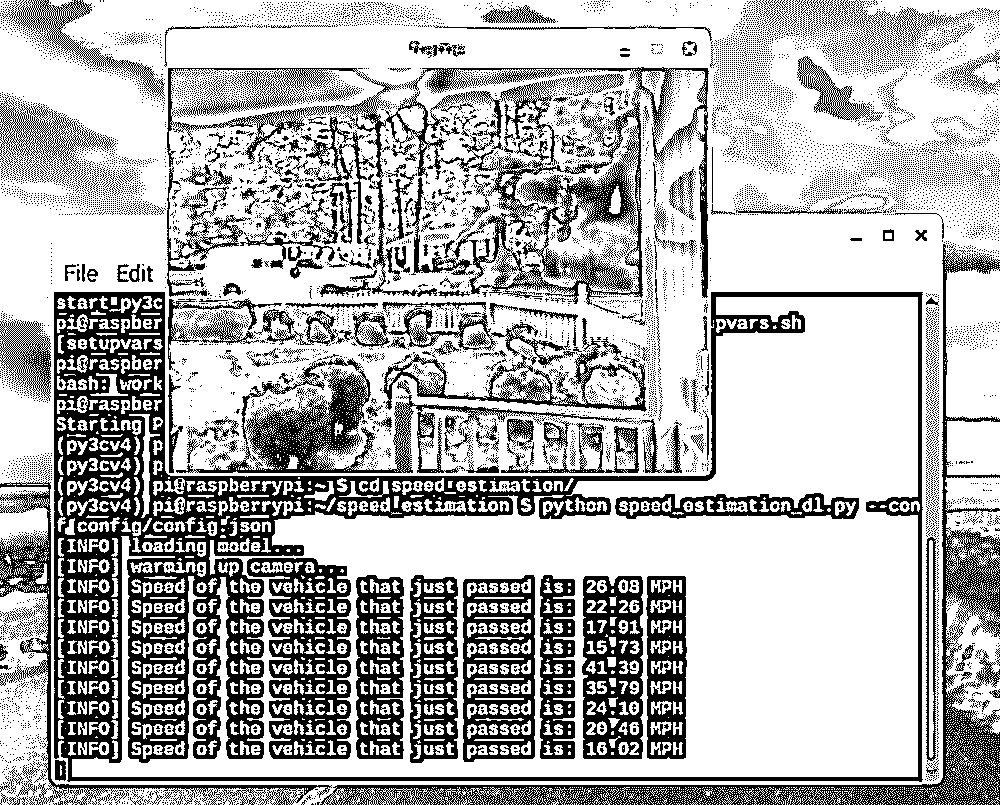 File Edit
start_py3c
pi@raspber pvars.sh
[setupvars
pi@raspber
bash: work
pi@raspber
Starting P
(py3cv4) p
(py3cv4) p
(py3cv4) pi@raspberrypi:~ $ cd speed_estimation/
(py3cv4) pi@raspberrypi:~/speed_estimation $ python speed_estimation_dl.py --con
f config/config.json
[INFO] loading model...
[INFO] warming up camera...
[INFO] Speed of the vehicle that just passed is: 26.08 MPH
[INFO] Speed of the vehicle that just passed is: 22.26 MPH
[INFO] Speed of the vehicle that just passed is: 17.91 MPH
[INFO] Speed of the vehicle that just passed is: 15.73 MPH
[INFO] Speed of the vehicle that just passed is: 41.39 MPH
[INFO] Speed of the vehicle that just passed is: 35.79 MPH
[INFO] Speed of the vehicle that just passed is: 24.10 MPH
[INFO] Speed of the vehicle that just passed is: 20.46 MPH
[INFO] Speed of the vehicle that just passed is: 16.02 MPH